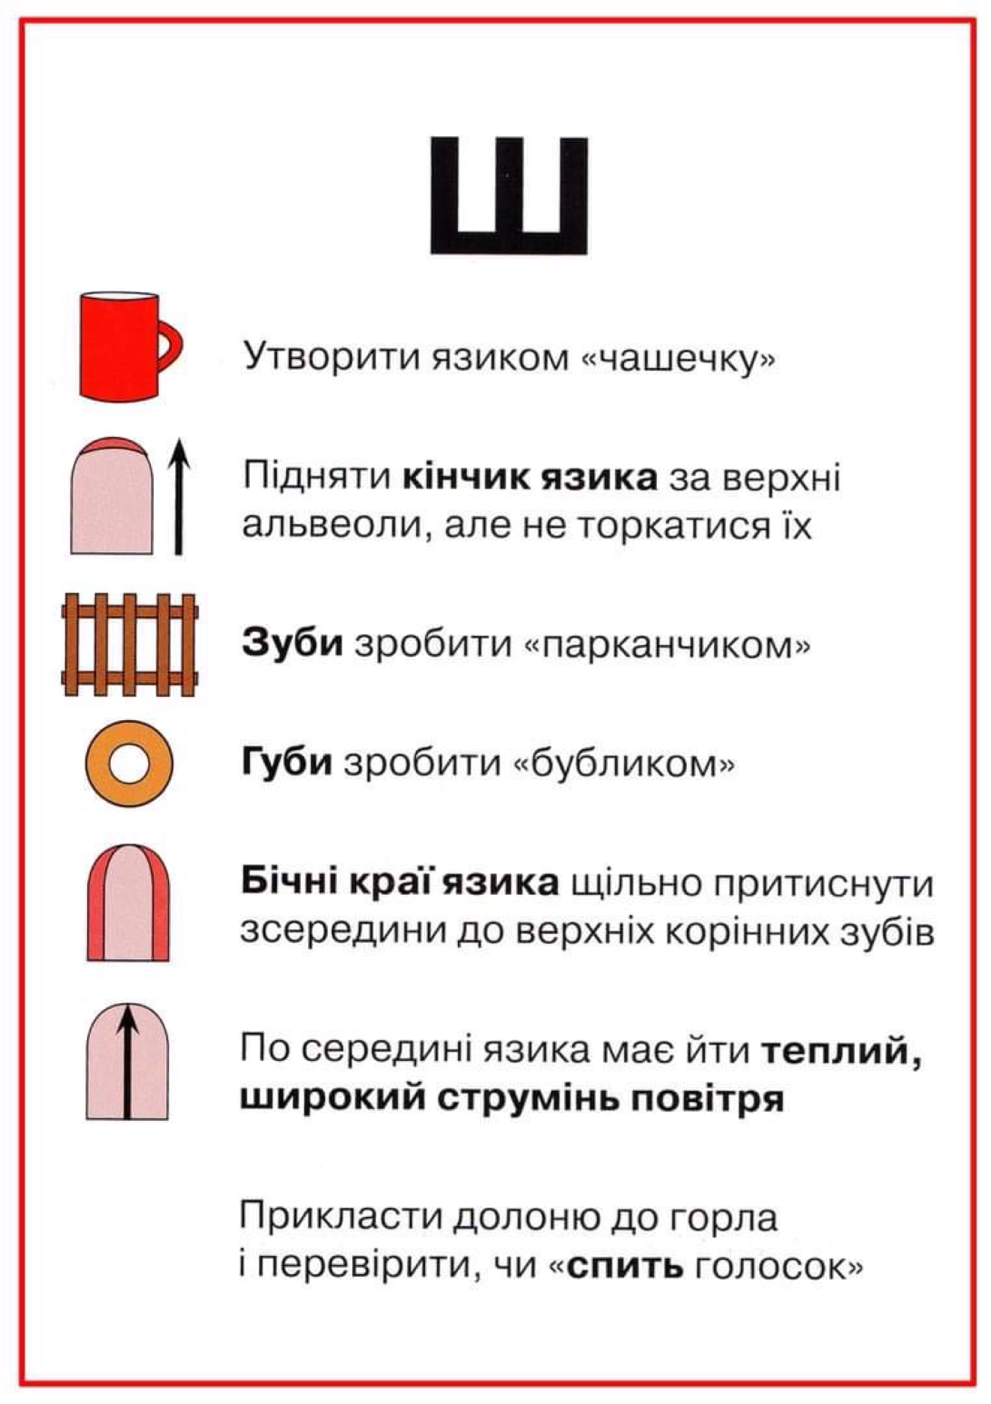 Ш
Утворити язиком «чашечку»
Підняти кінчик язика за верхні
альвеоли, але не торкатися їх
Зуби зробити «парканчиком»
Губи зробити «бубликом»
Бічні краї язика щільно притиснути
зсередини до верхніх корінних зубів
По середині язика має йти теплий,
широкий струмінь повітря
Прикласти долоню до горла
і перевірити, чи «спить голосок»